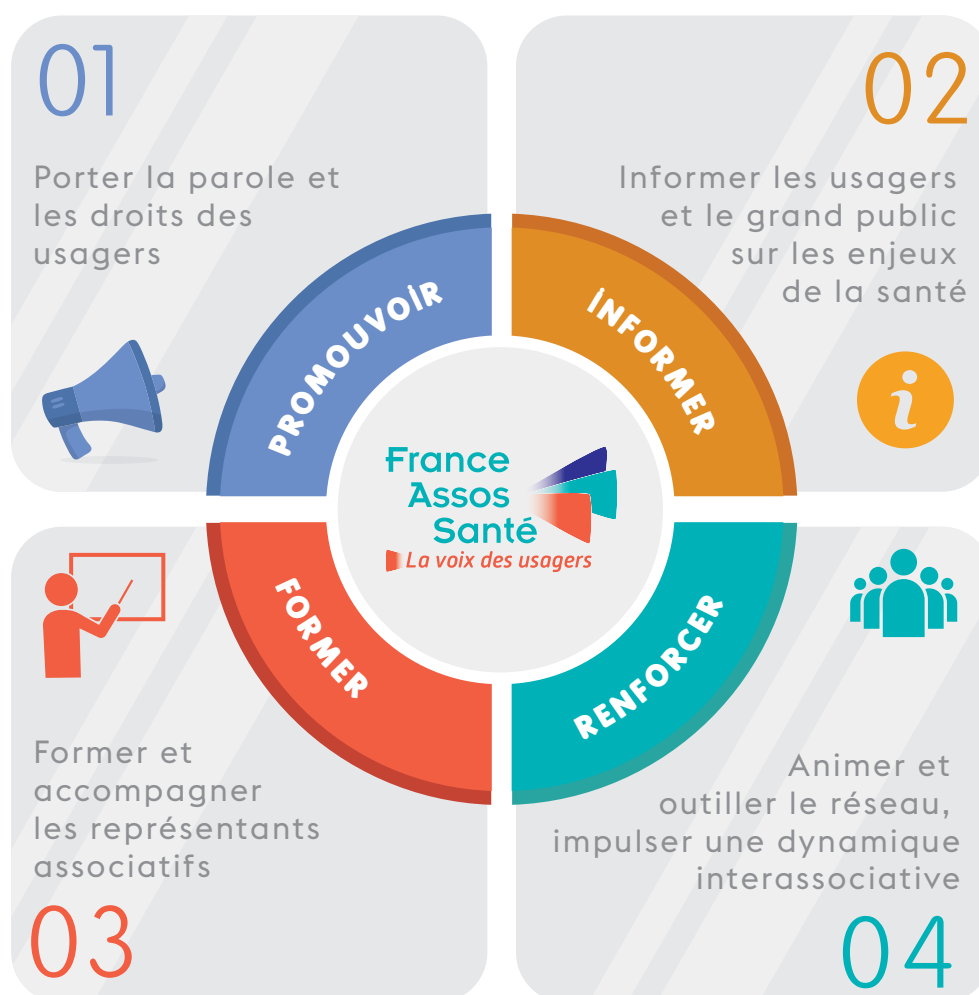 01
Porter la parole et
les droits des
usagers
PROMOUVOIR
02
Informer les usagers
et le grand public
sur les enjeux
de la santé
INFORMER
i
France
Assos
Santé
La voix des usagers
FORMER
Former et
accompagner
les représentants
associatifs
03
RENFORCER
Animer et
outiller le réseau,
impulser une dynamique
interassociative
04